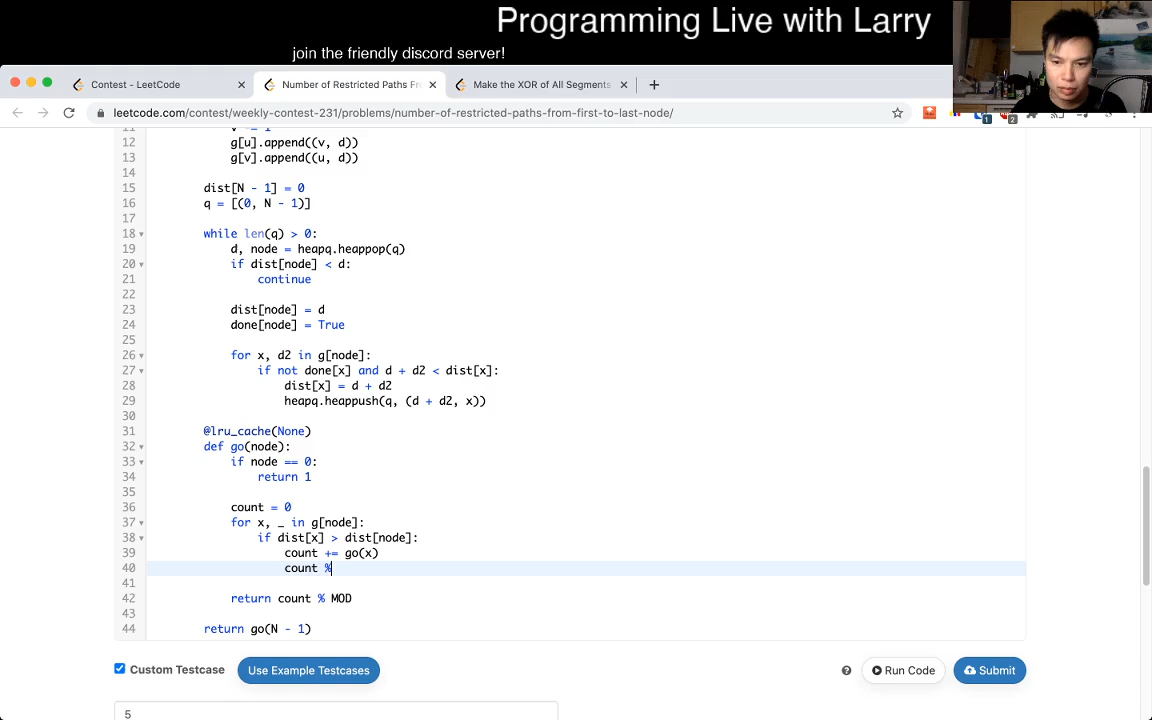 Programming Live with Larry
join the friendly discord server!
Contest - LeetCode
Number of Restricted Paths Fr
Make the XOR of All Segments
leetcode.com/contest/weekly-contest-231/problems/number-of-restricted-paths-from-first-to-last-node/
12 g[u].append((v, d))
13 g[v].append((u, d))
14
15 dist[N - 1] = 0
16 q = [(0, N - 1)]
17
18 while len(q) > 0:
19 d, node = heapq.heappop(q)
20 if dist[node] < d:
21 continue
22
23 dist[node] = d
24 done[node] = True
25
26 for x, d2 in g[node]:
27 if not done[x] and d + d2 < dist[x]:
28 dist[x] = d + d2
29 heapq.heappush(q, (d + d2, x))
30
31 @lru_cache(None)
32 def go(node):
33 if node == 0:
34 return 1
35
36 count = 0
37 for x, _ in g[node]:
38 if dist[x] > dist[node]:
39 count += go(x)
40 count %
41
42 return count % MOD
43
44 return go(N - 1)
Custom Testcase
Use Example Testcases
?
Run Code
Submit
5